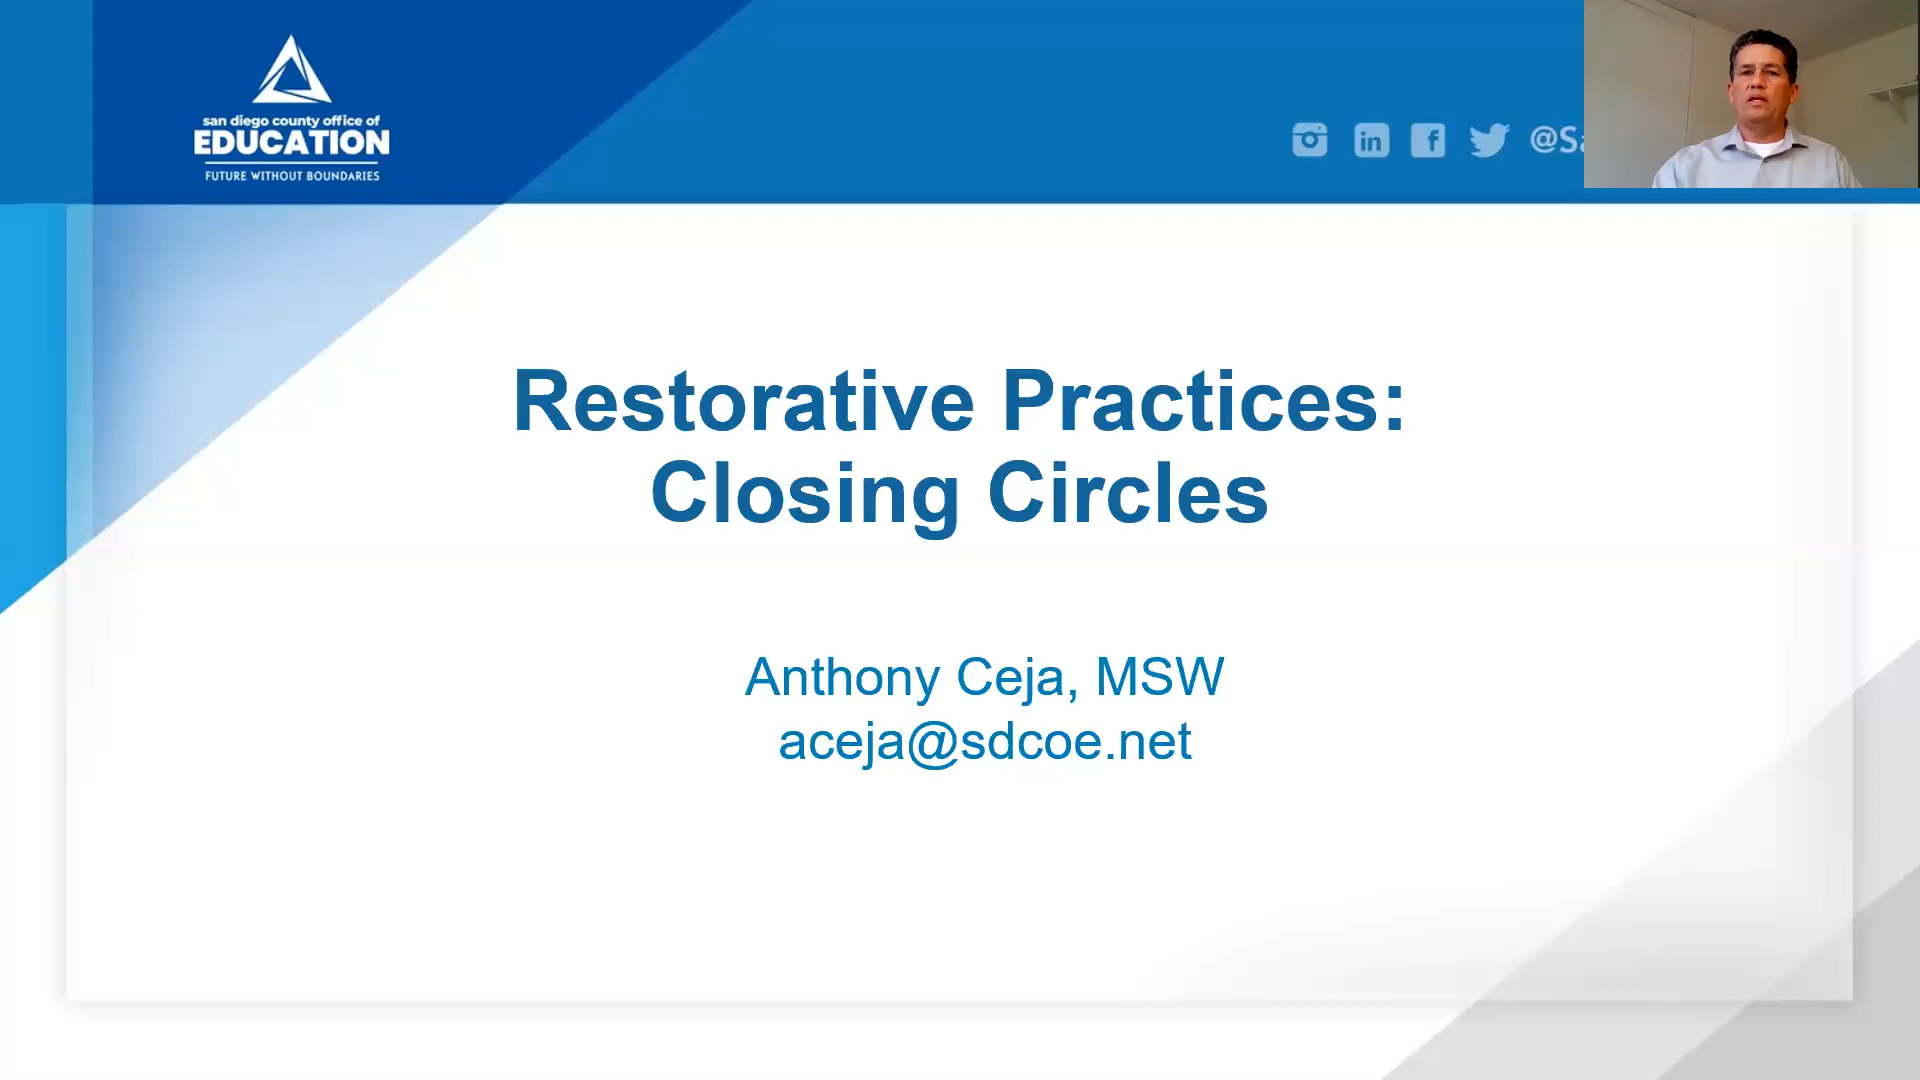 san diego county office of
EDUCATION
FUTURE WITHOUT BOUNDARIES
Restorative Practices:
Closing Circles
Anthony Ceja, MSW
aceja@sdcoe.net